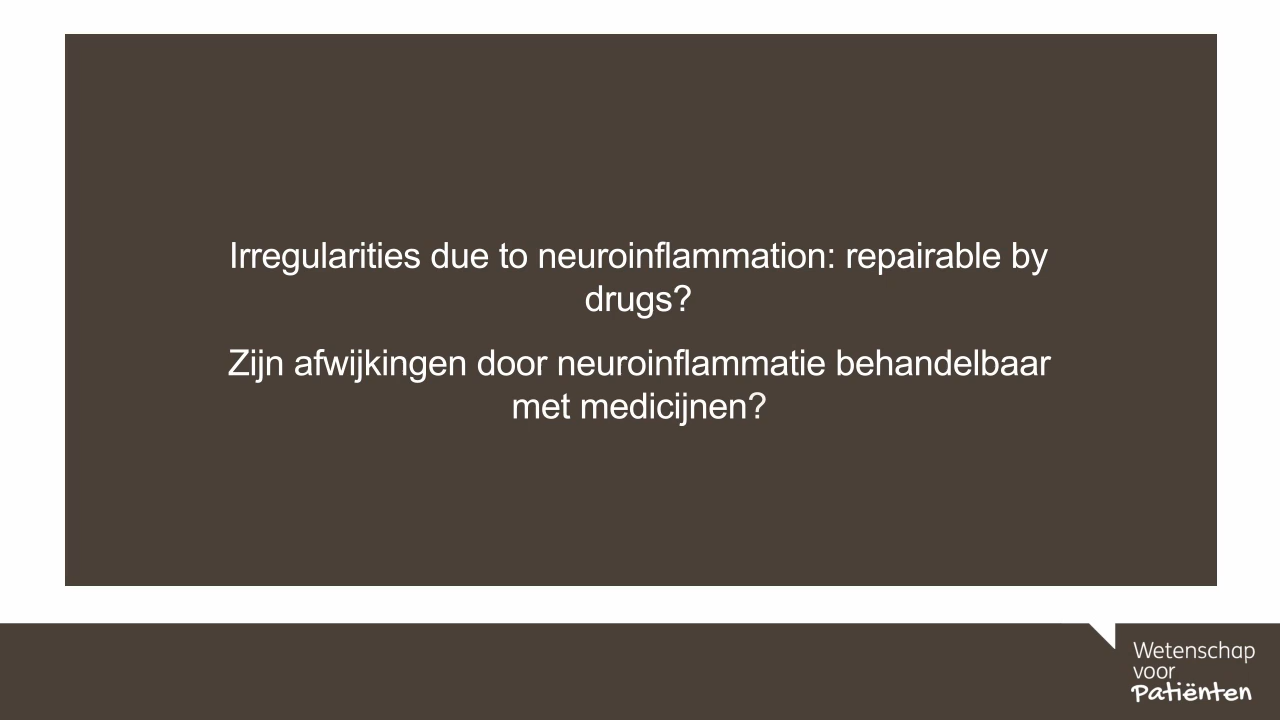 Irregularities due to neuroinflammation: repairable by
drugs?
Zijn afwijkingen door neuroinflammatie behandelbaar
met medicijnen?
Wetenschap
voor
Patiënten